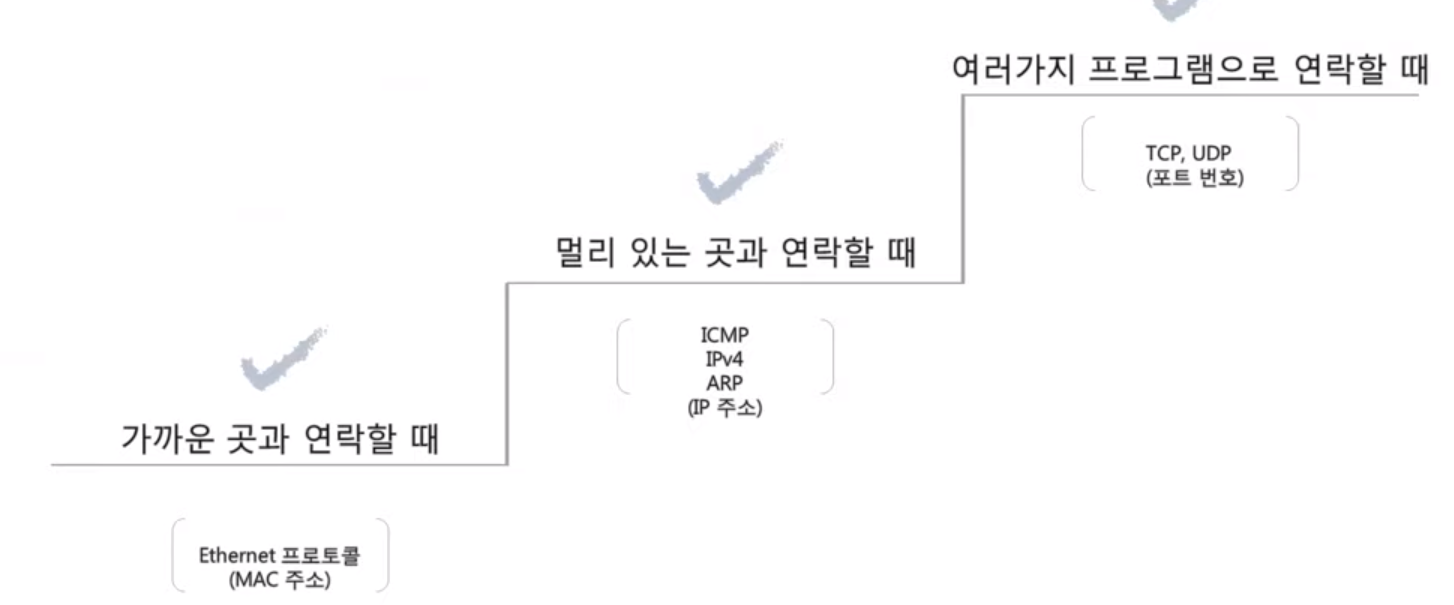 여러가지 프로그램으로 연락할 때
TCP, UDP
(포트 번호)
멀리 있는 곳과 연락할 때
ICMP
IPv4
ARP
(IP 주소)
가까운 곳과 연락할 때
Ethernet 프로토콜
(MAC 주소)